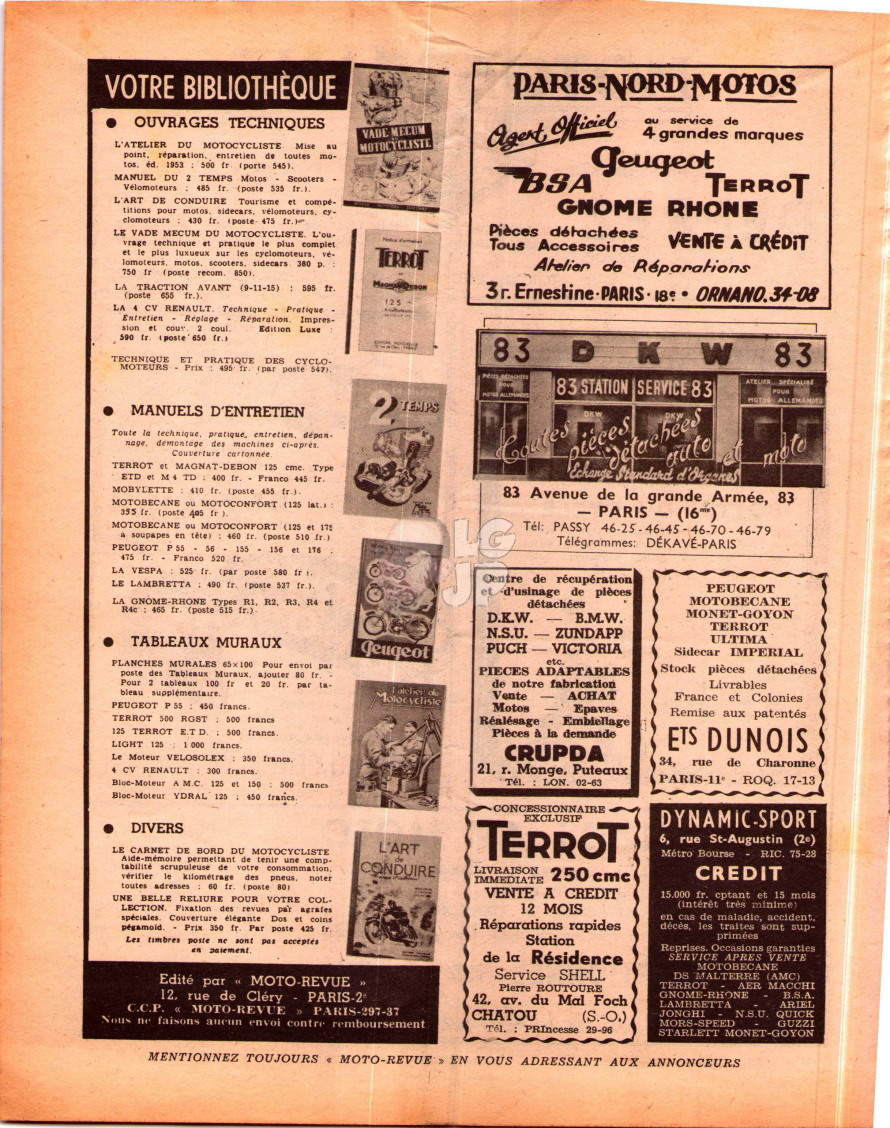 VOTRE BIBLIOTHÈQUE
● OUVRAGES TECHNIQUES
L'ATELIER DU MOTOCYCLISTE Mise au
point, réparation, entretien de toutes mo-
tos, éd. 1953 : 500 fr (porte 545).
MANUEL DU 2 TEMPS Motos - Scooters -
Vélomoteurs : 485 fr. (poste 535 fr.).
L'ART DE CONDUIRE Tourisme et compé-
titions pour motos, sidecars, vélomoteurs, cy-
clomoteurs : 430 fr. (poste 475 fr.)
LE VADE MECUM DU MOTOCYCLISTE. L'ou-
vrage technique et pratique le plus complet
et le plus luxueux sur les cyclomoteurs, vé-
lomoteurs, motos, scooters, sidecars 380 p. :
750 fr (poste recom. 850).
LA TRACTION AVANT (9-11-15) : 595 fr.
(poste 655 fr.).
LA 4 CV RENAULT. Technique - Pratique -
Entretien - Réglage - Réparation. Impres-
sion et couv. 2 coul. Edition Luxe :
590 fr. (poste 650 fr.)
TECHNIQUE ET PRATIQUE DES CYCLO-
MOTEURS - Prix : 495 fr. (par poste 547).
● MANUELS D'ENTRETIEN
Toute la technique, pratique, entretien, dépan-
nage, démontage des machines ci-après.
Couverture cartonnée.
TERROT et MAGNAT-DEBON 125 cmc. Type
ETD et M 4 TD : 400 fr. - Franco 445 fr.
MOBYLETTE : 410 fr. (poste 455 fr.).
MOTOBECANE ou MOTOCONFORT (125 lat.) :
355 fr. (poste 405 fr.).
MOTOBECANE ou MOTOCONFORT (125 et 175
à soupapes en tête) : 460 fr. (poste 510 fr.)
PEUGEOT P 55 - 56 - 155 - 156 et 176 :
475 fr. - Franco 520 fr.
LA VESPA : 525 fr. (par poste 580 fr.).
LE LAMBRETTA : 490 fr. (poste 537 fr.).
LA GNOME-RHONE Types R1, R2, R3, R4 et
R4c : 465 fr. (poste 515 fr.).
● TABLEAUX MURAUX
PLANCHES MURALES 65×100 Pour envoi par
poste des Tableaux Muraux, ajouter 80 fr. -
Pour 2 tableaux 100 fr et 20 fr. par ta-
bleau supplémentaire.
PEUGEOT P 55 : 450 francs.
TERROT 500 RGST : 500 francs
125 TERROT E.T.D. : 500 francs.
LIGHT 125 : 1 000 francs.
Le Moteur VELOSOLEX : 350 francs.
4 CV RENAULT : 300 francs.
Bloc-Moteur A.M.C. 125 et 150 : 500 francs
Bloc-Moteur YDRAL 125 : 450 francs.
● DIVERS
LE CARNET DE BORD DU MOTOCYCLISTE
Aide-mémoire permettant de tenir une comp-
tabilité scrupuleuse de votre consommation,
vérifier le kilométrage des pneus, noter
toutes adresses : 60 fr. (poste 80)
UNE BELLE RELIURE POUR VOTRE COL-
LECTION. Fixation des revues par agrafes
spéciales. Couverture élégante Dos et coins
pégamoïd. - Prix 350 fr. Par poste 425 fr.
Les timbres poste ne sont pas acceptés
en paiement.
Edité par « MOTO-REVUE »
12, rue de Cléry - PARIS-2e
C.C.P. « MOTO-REVUE » PARIS-297-37
Nous ne faisons aucun envoi contre remboursement
VADE MECUM
DU
MOTOCYCLISTE
Notice d'entretien
TERROT
MAGNAT-DEBON
125
2 TEMPS
Peugeot
l'atelier du
Motocycliste
L'ART
de
CONDUIRE
LG
PARIS-NORD-MOTOS
Agent Officiel
au service de
4 grandes marques
Peugeot
BSA TERROT
GNOME RHONE
Pièces détachées
Tous Accessoires
VENTE À CRÉDIT
Atelier de Réparations
3 r. Ernestine · PARIS · 18e • ORNANO. 34-08
83 DKW 83
PIÈCES DÉTACHÉES
POUR
MOTOS ALLEMANDES
83 STATION SERVICE 83
ATELIER SPÉCIALISÉ
POUR
MOTOS ALLEMANDES
DKW DKW
Toutes pièces détachées auto et moto
Échange Standard d'Organes
83 Avenue de la grande Armée, 83
— PARIS — (16me)
Tél: PASSY 46-25-46-45 -46-70 -46-79
Télégrammes: DÉKAVÉ-PARIS
Centre de récupération
et d'usinage de pièces
détachées
D.K.W. — B.M.W.
N.S.U. — ZUNDAPP
PUCH — VICTORIA
etc.
PIECES ADAPTABLES
de notre fabrication
Vente — ACHAT
Motos — Epaves
Réalésage - Embiellage
Pièces à la demande
CRUPDA
21, r. Monge, Puteaux
Tél. : LON. 02-63
PEUGEOT
MOTOBECANE
MONET-GOYON
TERROT
ULTIMA
Sidecar IMPERIAL
Stock pièces détachées
Livrables
France et Colonies
Remise aux patentés
ETS DUNOIS
34, rue de Charonne
PARIS-11e - ROQ. 17-13
CONCESSIONNAIRE
EXCLUSIF
TERROT
LIVRAISON
IMMEDIATE 250 cmc
VENTE A CREDIT
12 MOIS
Réparations rapides
Station
de la Résidence
Service SHELL
Pierre ROUTOURE
42, av. du Mal Foch
CHATOU (S.-O.)
Tél. : PRIncesse 29-96
DYNAMIC-SPORT
6, rue St-Augustin (2e)
Métro Bourse - RIC. 75-28
CREDIT
15.000 fr. cptant et 15 mois
(intérêt très minime)
en cas de maladie, accident,
décès, les traites sont sup-
primées
Reprises. Occasions garanties
SERVICE APRES VENTE
MOTOBECANE
DS MALTERRE (AMC)
TERROT - AER MACCHI
GNOME-RHONE - B.S.A.
LAMBRETTA - ARIEL
JONGHI - N.S.U. QUICK
MORS-SPEED - GUZZI
STARLETT MONET-GOYON
MENTIONNEZ TOUJOURS « MOTO-REVUE » EN VOUS ADRESSANT AUX ANNONCEURS